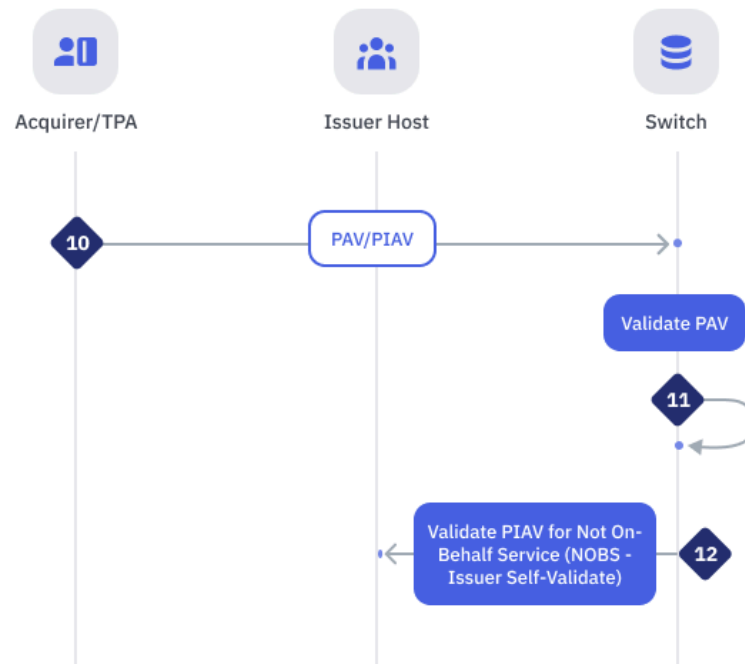 Acquirer/TPA
Issuer Host
Switch
10
PAV/PIAV
Validate PAV
11
Validate PIAV for Not On-
Behalf Service (NOBS -
Issuer Self-Validate)
12